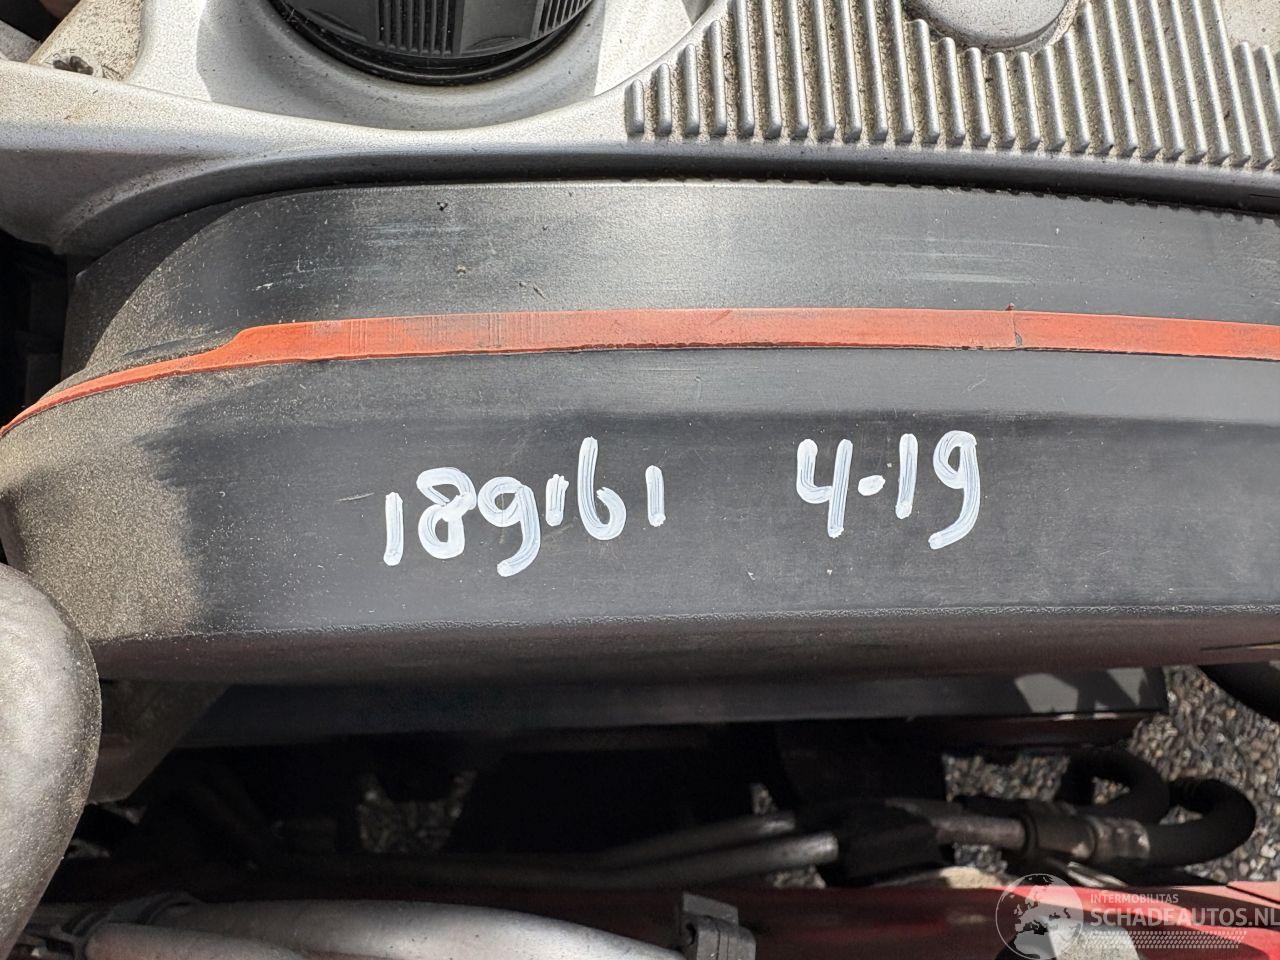 189161 4-19
INTERMOBILITAS
SCHADEAUTOS.NL